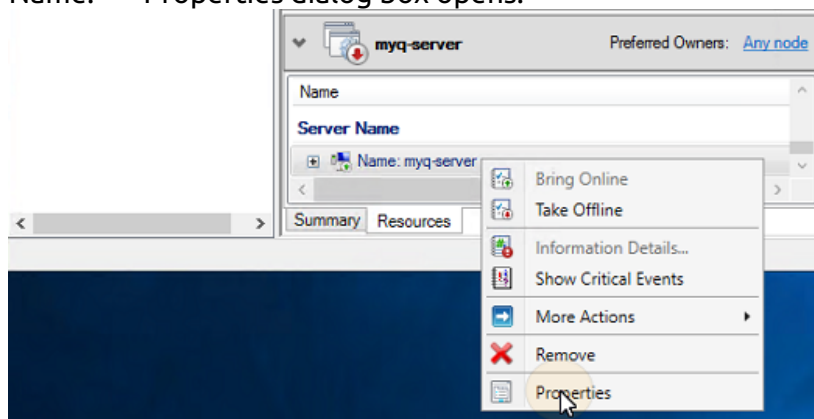 Name: Properties dialog box opens.
myq-server Preferred Owners: Any node
Name
Server Name
Name: myq-server
Summary Resources
Bring Online
Take Offline
Information Details...
Show Critical Events
More Actions
Remove
Properties